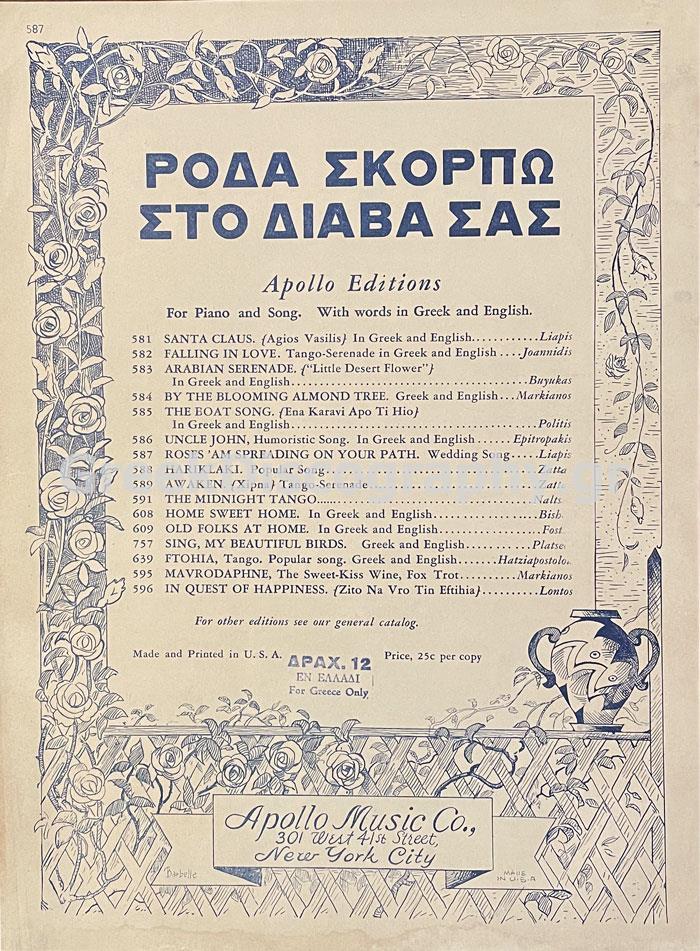 587
ΡΟΔΑ ΣΚΟΡΠΩ
ΣΤΟ ΔΙΑΒΑ ΣΑΣ
Apollo Editions
For Piano and Song. With words in Greek and English.
581 SANTA CLAUS. {Agios Vasilis} In Greek and English...........Liapis
582 FALLING IN LOVE. Tango-Serenade in Greek and English ....Joannidis
583 ARABIAN SERENADE. {"Little Desert Flower"}
In Greek and English........................................Buyukas
584 BY THE BLOOMING ALMOND TREE. Greek and English...Markianos
585 THE BOAT SONG. {Ena Karavi Apo Ti Hio}
In Greek and English..........................................Politis
586 UNCLE JOHN, Humoristic Song. In Greek and English ......Epitropakis
587 ROSES 'AM SPREADING ON YOUR PATH. Wedding Song.....Liapis
588 HARIKLAKI. Popular Song....................................Zatta
589 AWAKEN. {Xipna} Tango-Serenade
591 THE MIDNIGHT TANGO.......................................Nalts
608 HOME SWEET HOME. In Greek and English....................Bish
609 OLD FOLKS AT HOME. In Greek and English..................Fost
757 SING, MY BEAUTIFUL BIRDS. Greek and English..........Platse
639 FTOHIA, Tango. Popular song. Greek and English.......Hatziapostolo
595 MAVRODAPHNE, The Sweet-Kiss Wine, Fox Trot.........Markianos
596 IN QUEST OF HAPPINESS. {Zito Na Vro Tin Eftihia}..........Lontos
For other editions see our general catalog.
Made and Printed in U. S. A. Price, 25c per copy
ΔΡΑΧ. 12
ΕΝ ΕΛΛΑΔΙ
For Greece Only
Apollo Music Co.,
301 West 41st Street,
New York City
Barbelle
MADE
IN U.S.A